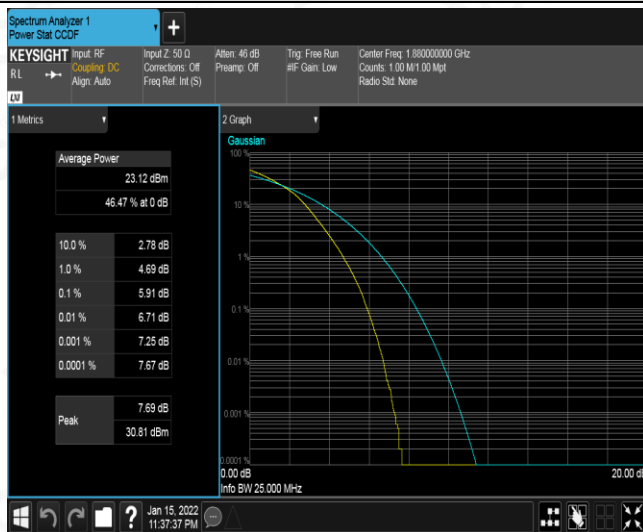 Spectrum Analyzer 1
Power Stat CCDF
+
KEYSIGHT
RL
LXI
Input: RF
Coupling: DC
Align: Auto
Input Z: 50 Ω
Corrections: Off
Freq Ref: Int (S)
Atten: 46 dB
Preamp: Off
Trig: Free Run
#IF Gain: Low
Center Freq: 1.880000000 GHz
Counts: 1.00 M/1.00 Mpt
Radio Std: None
1 Metrics
Average Power
23.12 dBm
46.47 % at 0 dB
10.0 % 2.78 dB
1.0 % 4.69 dB
0.1 % 5.91 dB
0.01 % 6.71 dB
0.001 % 7.25 dB
0.0001 % 7.67 dB
Peak
7.69 dB
30.81 dBm
2 Graph
Gaussian
100 %
10 %
1 %
0.1 %
0.01 %
0.001 %
0.0001 %
0.00 dB
20.00 d
Info BW 25.000 MHz
?
Jan 15, 2022
11:37:37 PM